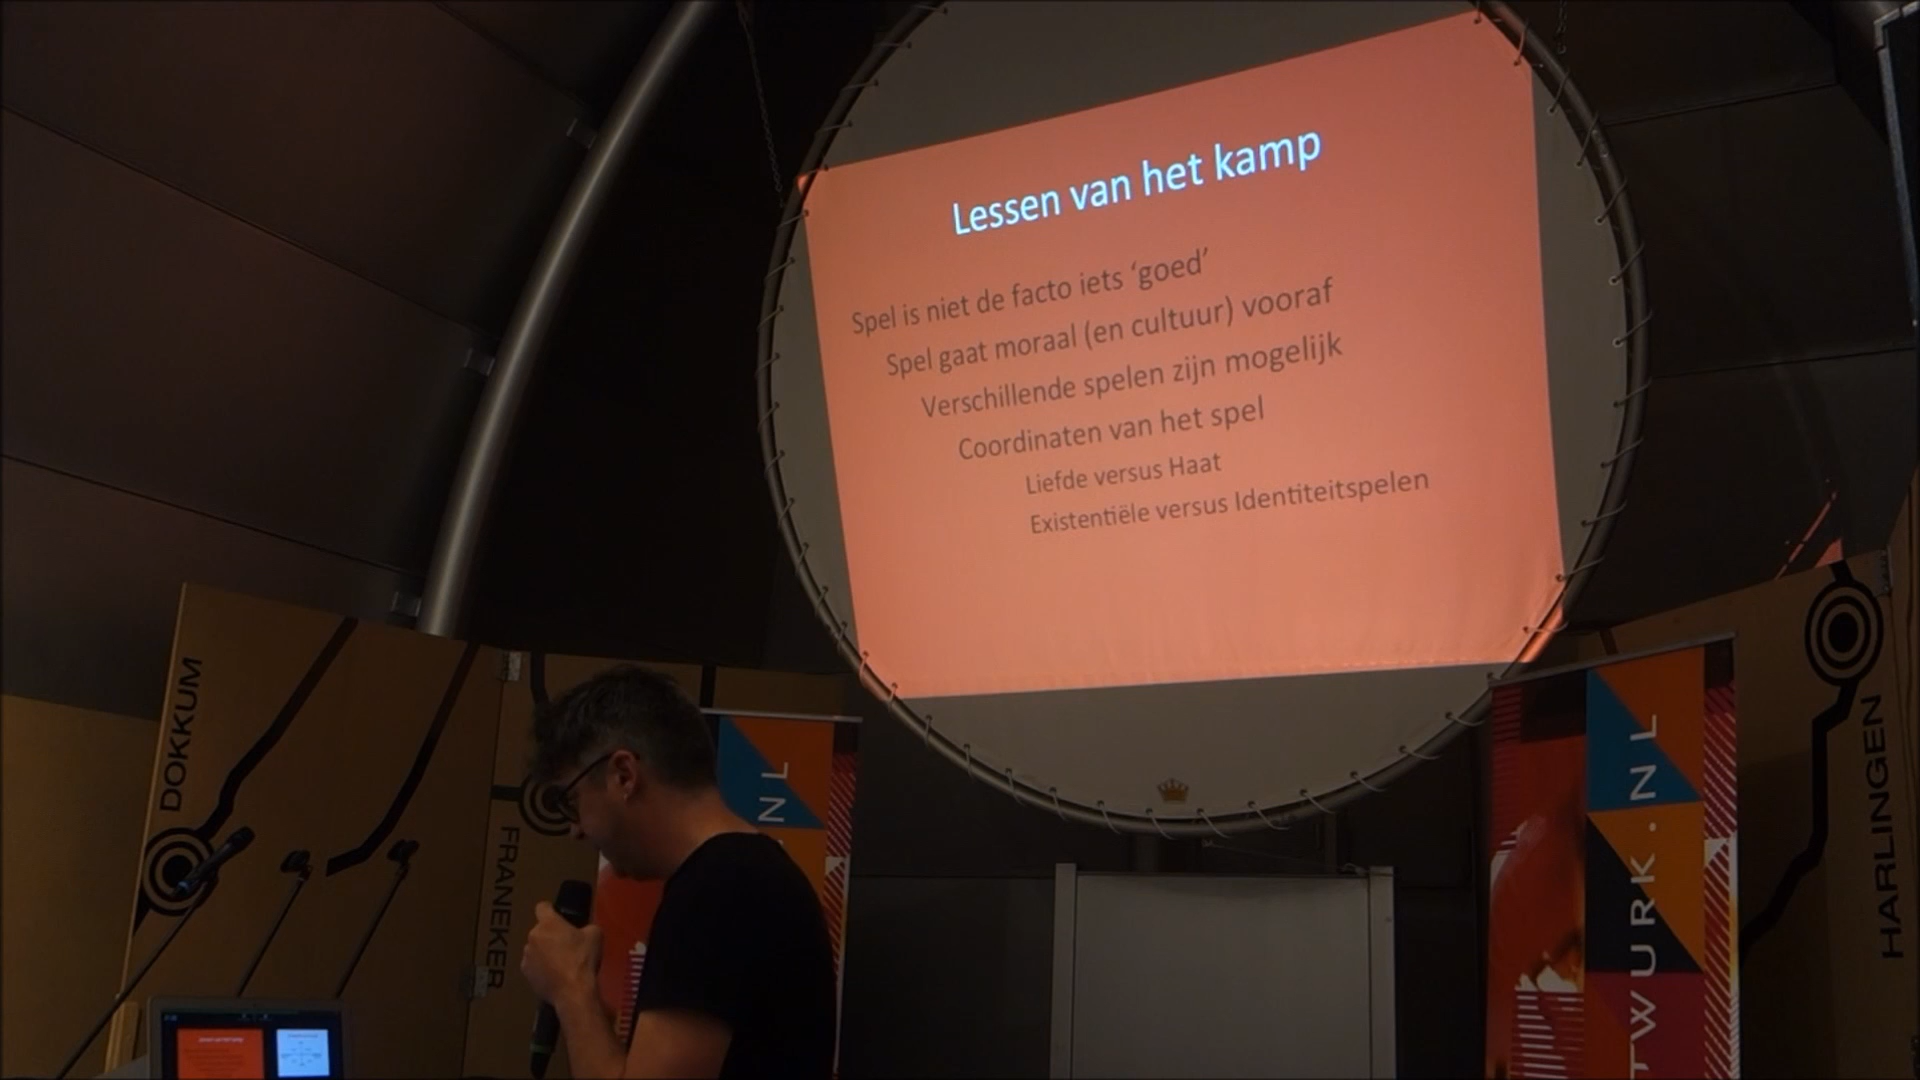 Lessen van het kamp
Spel is niet de facto iets ‘goed’
Spel gaat moraal (en cultuur) vooraf
Verschillende spelen zijn mogelijk
Coordinaten van het spel
Liefde versus Haat
Existentiële versus Identiteitspelen
DOKKUM
FRANEKER
NL
TWURK.NL
HARLINGEN